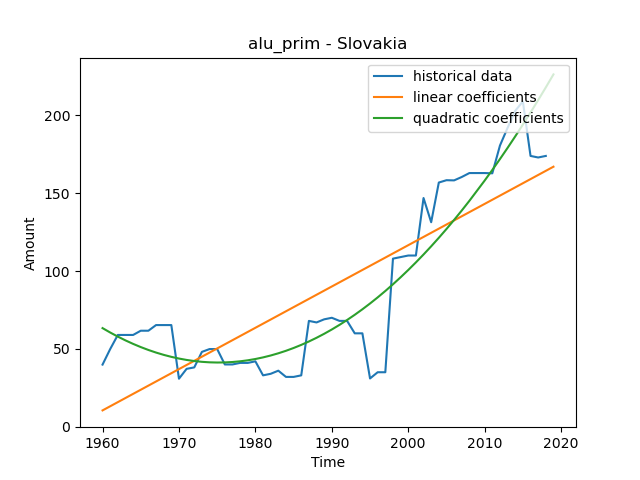 alu_prim - Slovakia
historical data
linear coefficients
quadratic coefficients
200
150
100
50
0
Amount
1960 1970 1980 1990 2000 2010 2020
Time